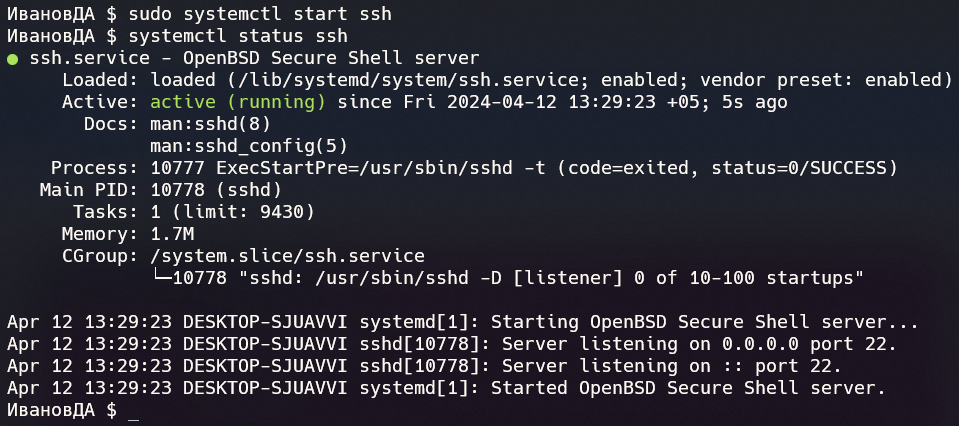 ИвановДА $ sudo systemctl start ssh
ИвановДА $ systemctl status ssh
● ssh.service - OpenBSD Secure Shell server
Loaded: loaded (/lib/systemd/system/ssh.service; enabled; vendor preset: enabled)
Active: active (running) since Fri 2024-04-12 13:29:23 +05; 5s ago
Docs: man:sshd(8)
man:sshd_config(5)
Process: 10777 ExecStartPre=/usr/sbin/sshd -t (code=exited, status=0/SUCCESS)
Main PID: 10778 (sshd)
Tasks: 1 (limit: 9430)
Memory: 1.7M
CGroup: /system.slice/ssh.service
└─10778 "sshd: /usr/sbin/sshd -D [listener] 0 of 10-100 startups"
Apr 12 13:29:23 DESKTOP-SJUAVVI systemd[1]: Starting OpenBSD Secure Shell server...
Apr 12 13:29:23 DESKTOP-SJUAVVI sshd[10778]: Server listening on 0.0.0.0 port 22.
Apr 12 13:29:23 DESKTOP-SJUAVVI sshd[10778]: Server listening on :: port 22.
Apr 12 13:29:23 DESKTOP-SJUAVVI systemd[1]: Started OpenBSD Secure Shell server.
ИвановДА $ _